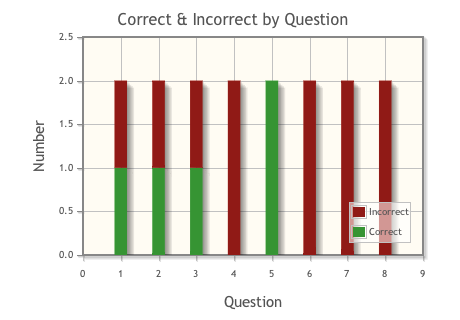 Correct & Incorrect by Question
2.5
2.0
1.5
1.0
0.5
0.0
Number
0 1 2 3 4 5 6 7 8 9
Question
Incorrect
Correct